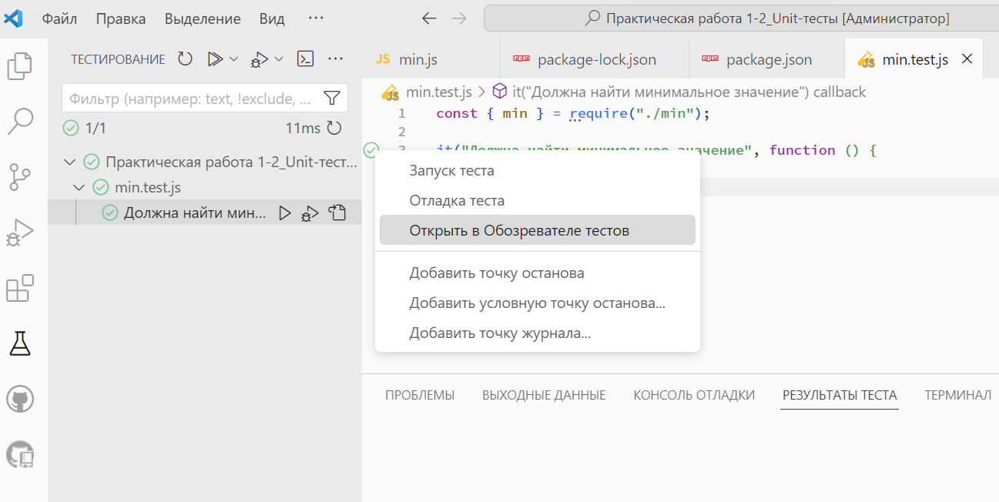 Файл Правка Выделение Вид ···
Практическая работа 1-2_Unit-тесты [Администратор]
ТЕСТИРОВАНИЕ
JS min.js
package-lock.json
package.json
JS min.test.js
Фильтр (например: text, !exclude, ...
JS min.test.js > it("Должна найти минимальное значение") callback
1 const { min } = require("./min");
1/1
11ms
2
3 it("Должна найти минимальное значение", function () {
Практическая работа 1-2_Unit-тест...
min.test.js
Должна найти мин...
Запуск теста
Отладка теста
Открыть в Обозревателе тестов
Добавить точку останова
Добавить условную точку останова...
Добавить точку журнала...
ПРОБЛЕМЫ ВЫХОДНЫЕ ДАННЫЕ КОНСОЛЬ ОТЛАДКИ РЕЗУЛЬТАТЫ ТЕСТА ТЕРМИНАЛ